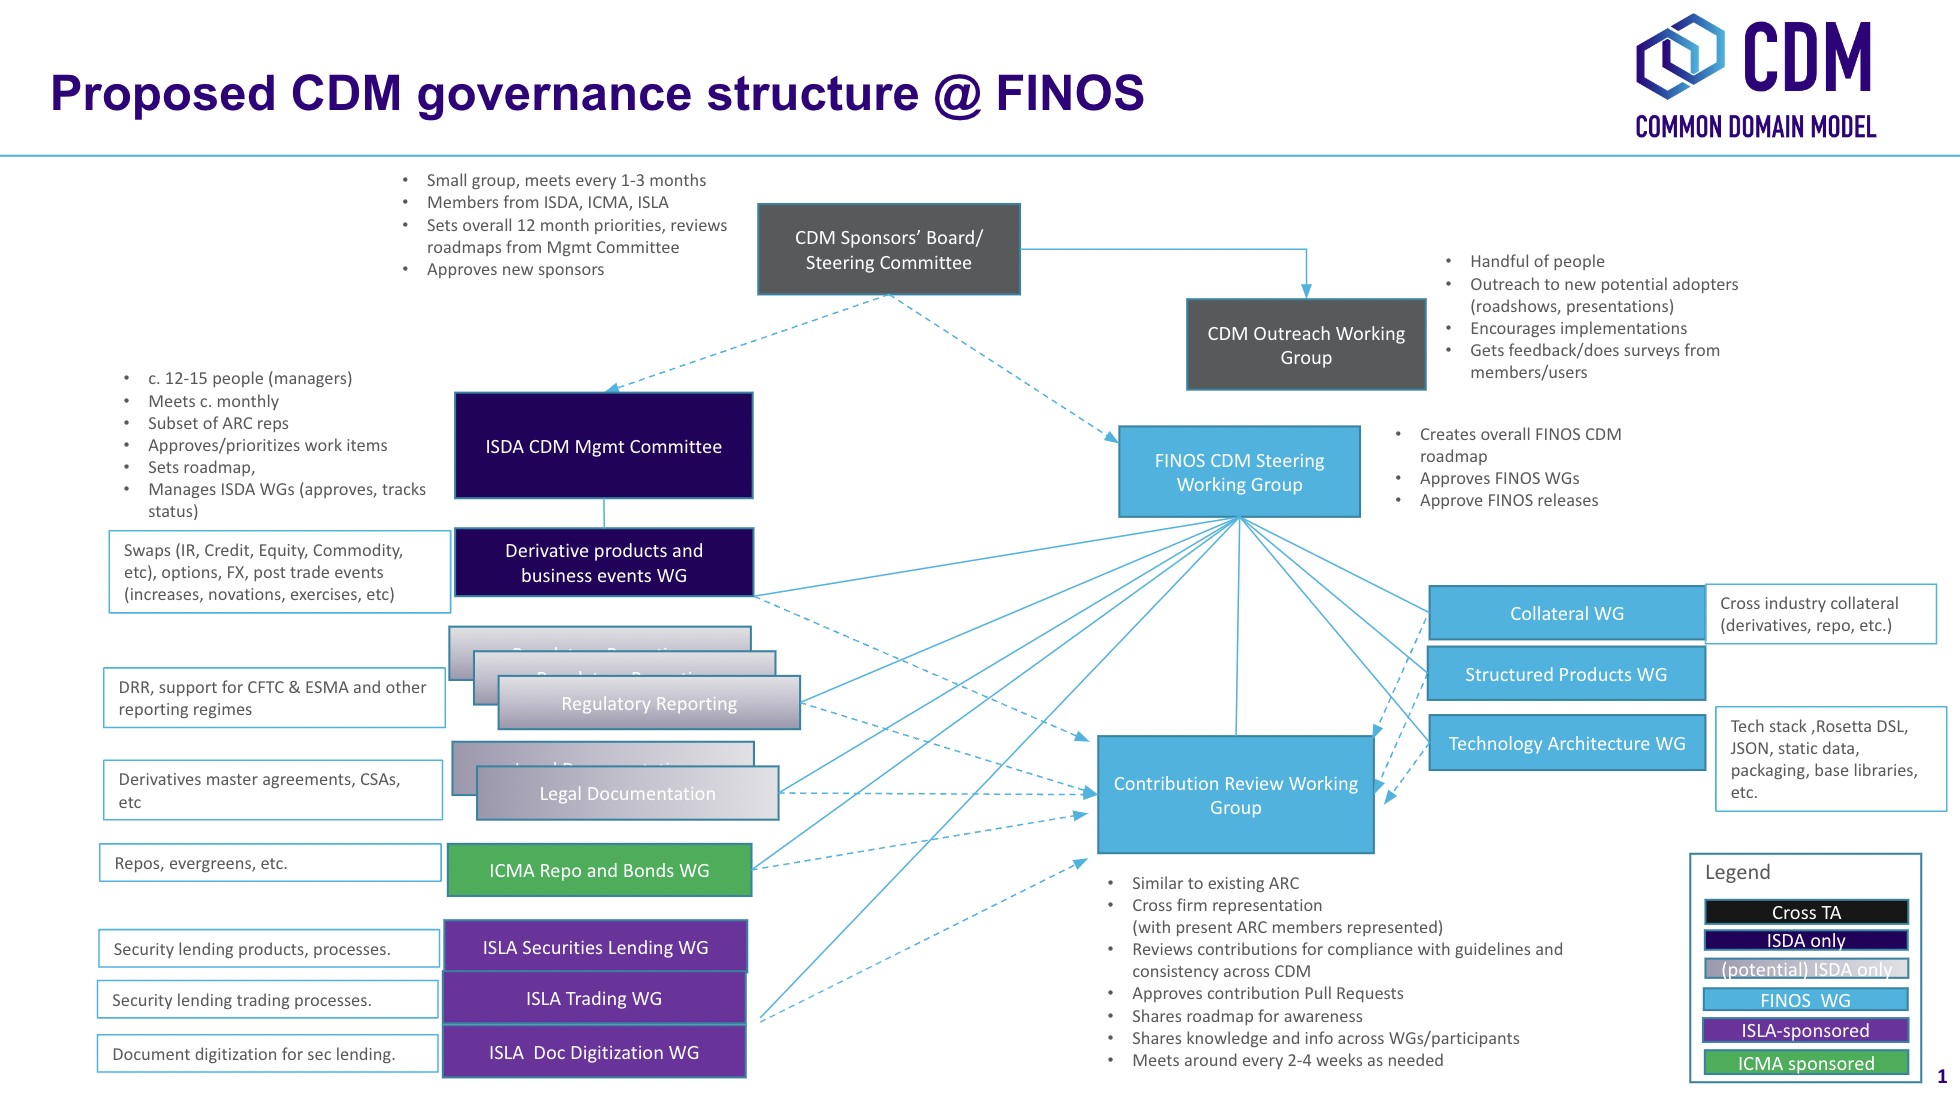 Proposed CDM governance structure @ FINOS
CDM
COMMON DOMAIN MODEL
• Small group, meets every 1-3 months
• Members from ISDA, ICMA, ISLA
• Sets overall 12 month priorities, reviews
roadmaps from Mgmt Committee
• Approves new sponsors
CDM Sponsors’ Board/
Steering Committee
• Handful of people
• Outreach to new potential adopters
(roadshows, presentations)
• Encourages implementations
• Gets feedback/does surveys from
members/users
CDM Outreach Working
Group
• c. 12-15 people (managers)
• Meets c. monthly
• Subset of ARC reps
• Approves/prioritizes work items
• Sets roadmap,
• Manages ISDA WGs (approves, tracks
status)
ISDA CDM Mgmt Committee
FINOS CDM Steering
Working Group
• Creates overall FINOS CDM
roadmap
• Approves FINOS WGs
• Approve FINOS releases
Swaps (IR, Credit, Equity, Commodity,
etc), options, FX, post trade events
(increases, novations, exercises, etc)
Derivative products and
business events WG
Collateral WG
Cross industry collateral
(derivatives, repo, etc.)
Structured Products WG
DRR, support for CFTC & ESMA and other
reporting regimes
Regulatory Reporting
Technology Architecture WG
Tech stack ,Rosetta DSL,
JSON, static data,
packaging, base libraries,
etc.
Derivatives master agreements, CSAs,
etc
Legal Documentation
Contribution Review Working
Group
Repos, evergreens, etc.
ICMA Repo and Bonds WG
Security lending products, processes.
ISLA Securities Lending WG
Security lending trading processes.
ISLA Trading WG
Document digitization for sec lending.
ISLA  Doc Digitization WG
• Similar to existing ARC
• Cross firm representation
(with present ARC members represented)
• Reviews contributions for compliance with guidelines and
consistency across CDM
• Approves contribution Pull Requests
• Shares roadmap for awareness
• Shares knowledge and info across WGs/participants
• Meets around every 2-4 weeks as needed
Legend
Cross TA
ISDA only
(potential) ISDA only
FINOS  WG
ISLA-sponsored
ICMA sponsored
1